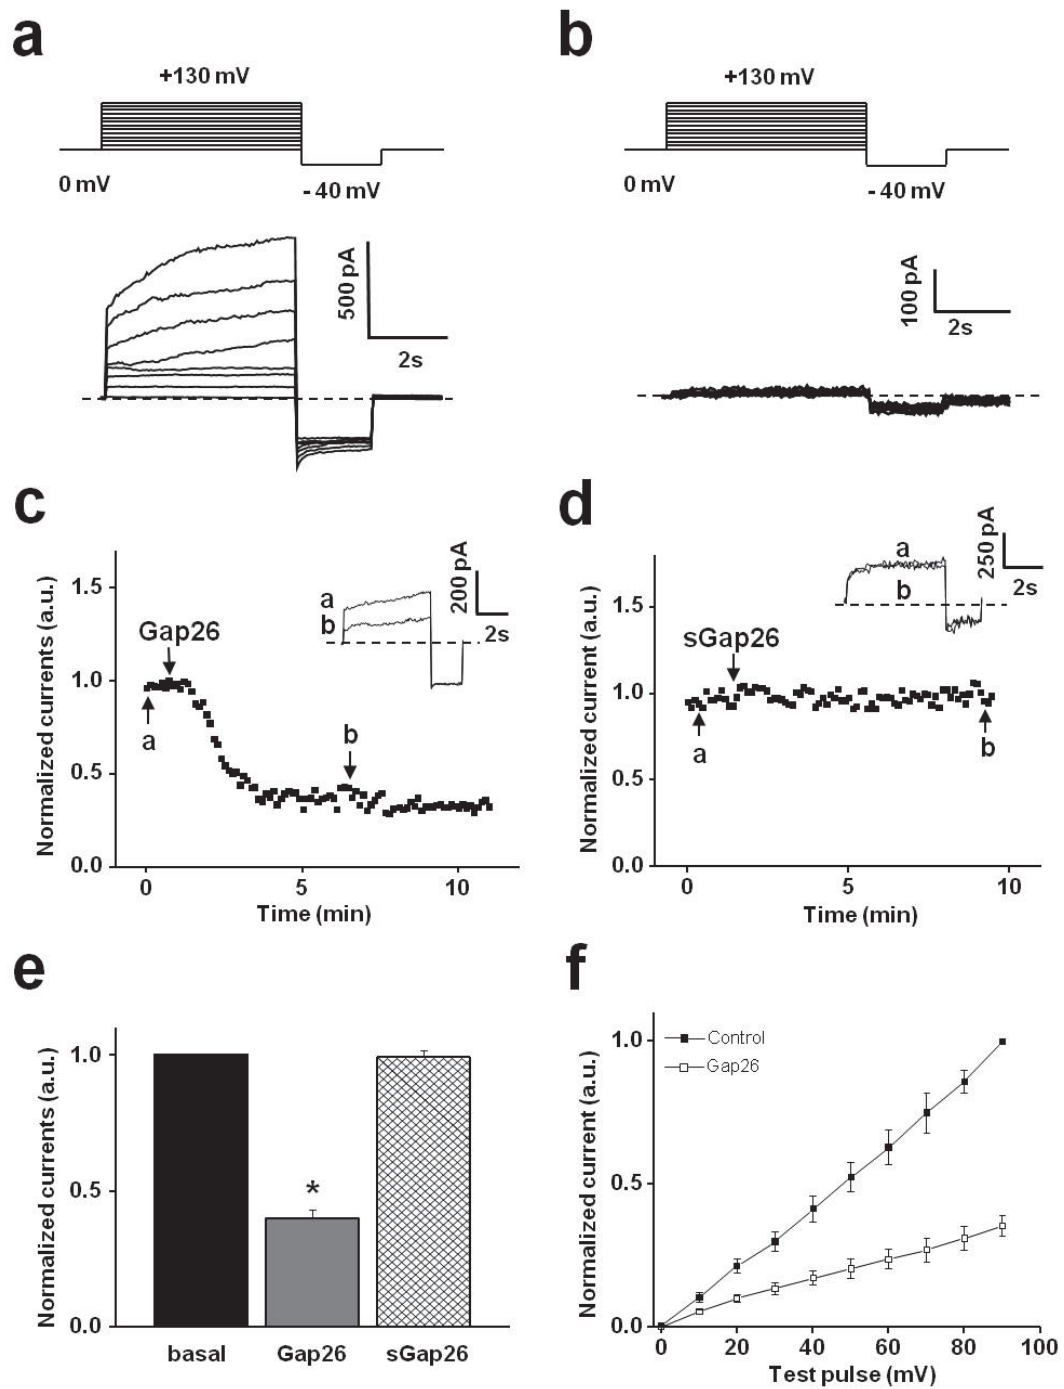 a
+130 mV
0 mV
- 40 mV
500 pA
2s
b
+130 mV
0 mV
- 40 mV
100 pA
2s
c
Normalized currents (a.u.)
1.5
1.0
0.5
0.0
Gap26
a
b
a
b
200 pA
2s
0
5
10
Time (min)
d
Normalized current (a.u.)
1.5
1.0
0.5
0.0
sGap26
a
b
a
b
250 pA
2s
0
5
10
Time (min)
e
Normalized currents (a.u.)
1.0
0.5
0.0
*
basal
Gap26
sGap26
f
Normalized current (a.u.)
1.0
0.5
0.0
Control
Gap26
0
20
40
60
80
100
Test pulse (mV)